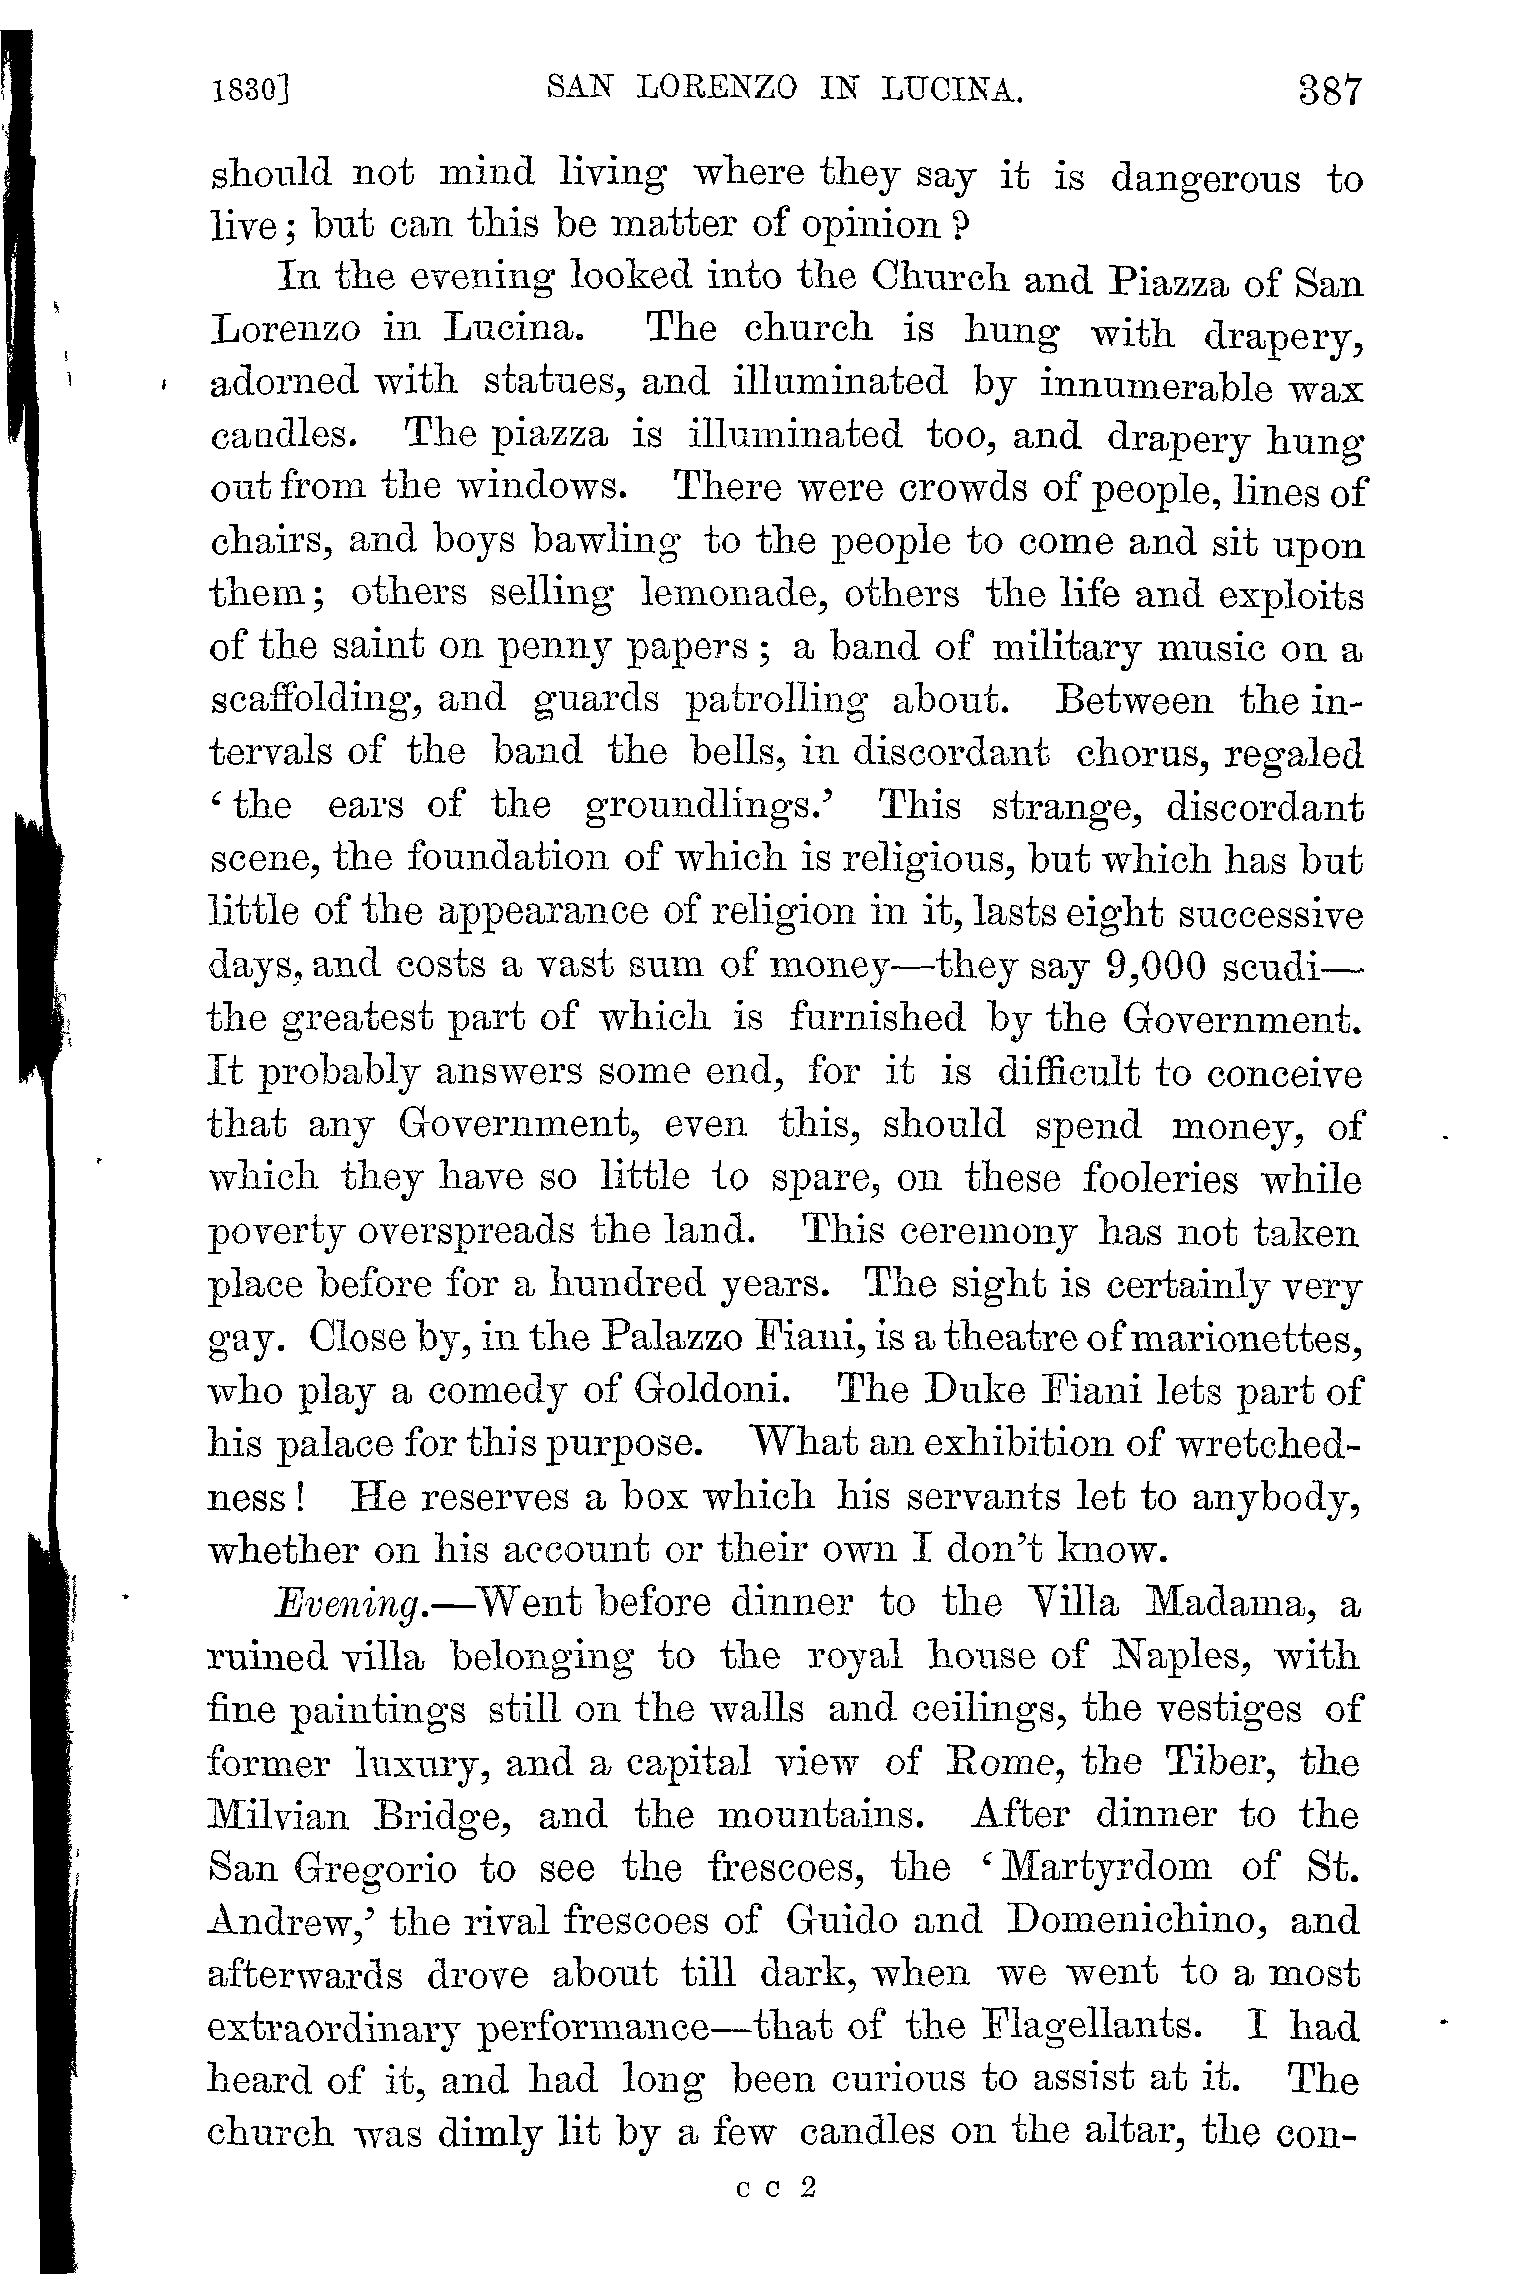 1830] SAN LORENZO IN LUCINA. 387
should not mind living where they say it is dangerous to
live; but can this be matter of opinion?
In the evening looked into the Church and Piazza of San
Lorenzo in Lucina. The church is hung with drapery,
adorned with statues, and illuminated by innumerable wax
candles. The piazza is illuminated too, and drapery hung
out from the windows. There were crowds of people, lines of
chairs, and boys bawling to the people to come and sit upon
them; others selling lemonade, others the life and exploits
of the saint on penny papers; a band of military music on a
scaffolding, and guards patrolling about. Between the in-
tervals of the band the bells, in discordant chorus, regaled
‘the ears of the groundlings.’ This strange, discordant
scene, the foundation of which is religious, but which has but
little of the appearance of religion in it, lasts eight successive
days, and costs a vast sum of money—they say 9,000 scudi—
the greatest part of which is furnished by the Government.
It probably answers some end, for it is difficult to conceive
that any Government, even this, should spend money, of
which they have so little to spare, on these fooleries while
poverty overspreads the land. This ceremony has not taken
place before for a hundred years. The sight is certainly very
gay. Close by, in the Palazzo Fiani, is a theatre of marionettes,
who play a comedy of Goldoni. The Duke Fiani lets part of
his palace for this purpose. What an exhibition of wretched-
ness! He reserves a box which his servants let to anybody,
whether on his account or their own I don’t know.
Evening.—Went before dinner to the Villa Madama, a
ruined villa belonging to the royal house of Naples, with
fine paintings still on the walls and ceilings, the vestiges of
former luxury, and a capital view of Rome, the Tiber, the
Milvian Bridge, and the mountains. After dinner to the
San Gregorio to see the frescoes, the ‘Martyrdom of St.
Andrew,’ the rival frescoes of Guido and Domenichino, and
afterwards drove about till dark, when we went to a most
extraordinary performance—that of the Flagellants. I had
heard of it, and had long been curious to assist at it. The
church was dimly lit by a few candles on the altar, the con-
C C 2